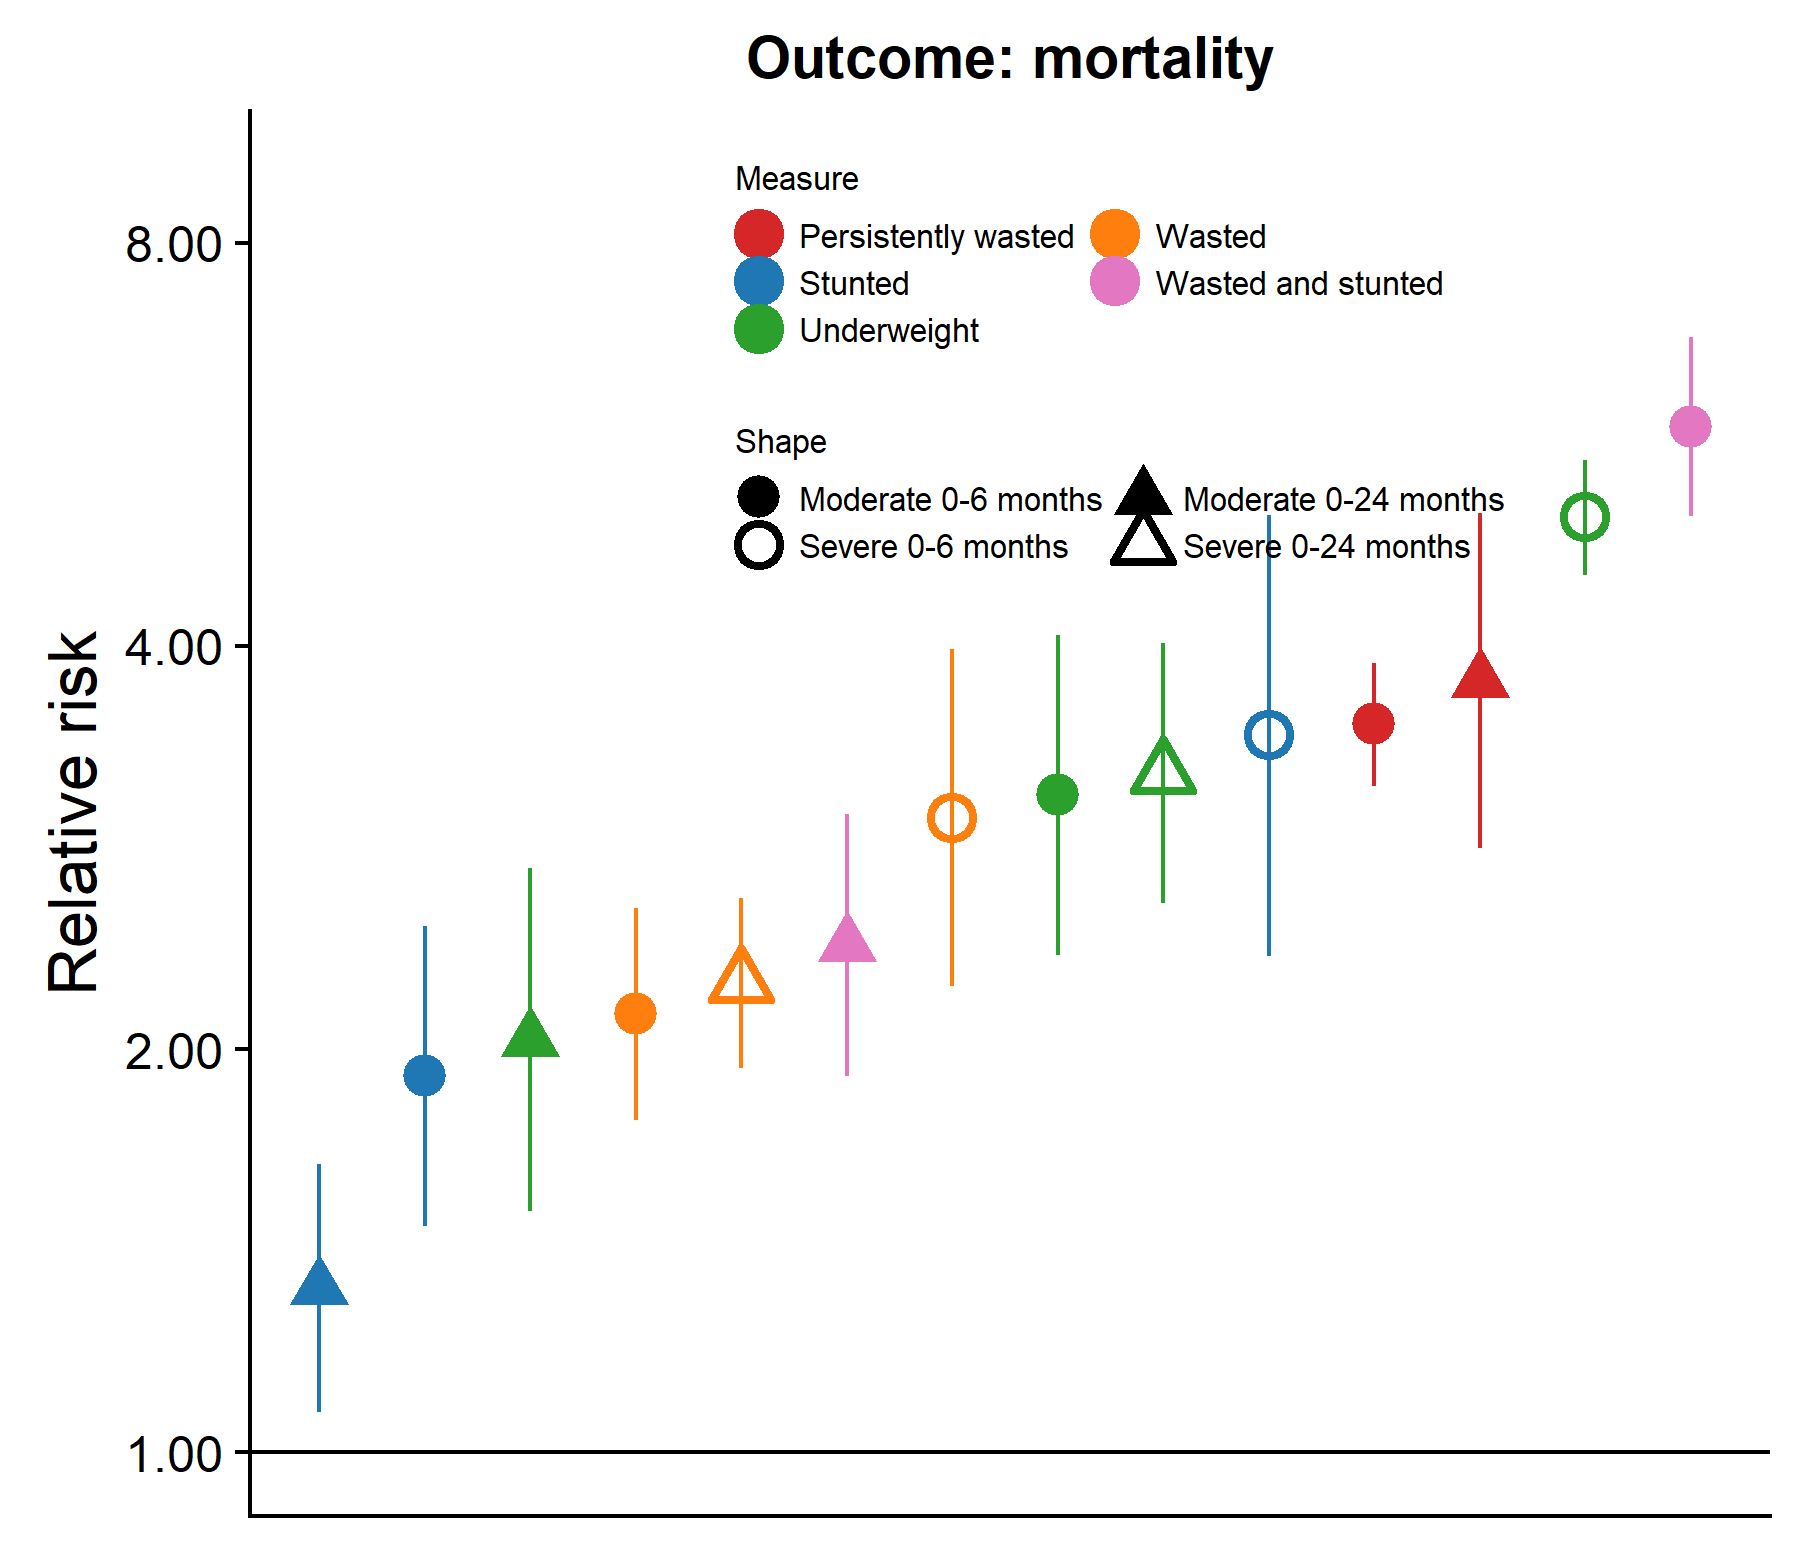 Outcome: mortality
Measure
Persistently wasted Wasted
Stunted Wasted and stunted
Underweight
Shape
Moderate 0-6 months Moderate 0-24 months
Severe 0-6 months Severe 0-24 months
Relative risk
8.00
4.00
2.00
1.00